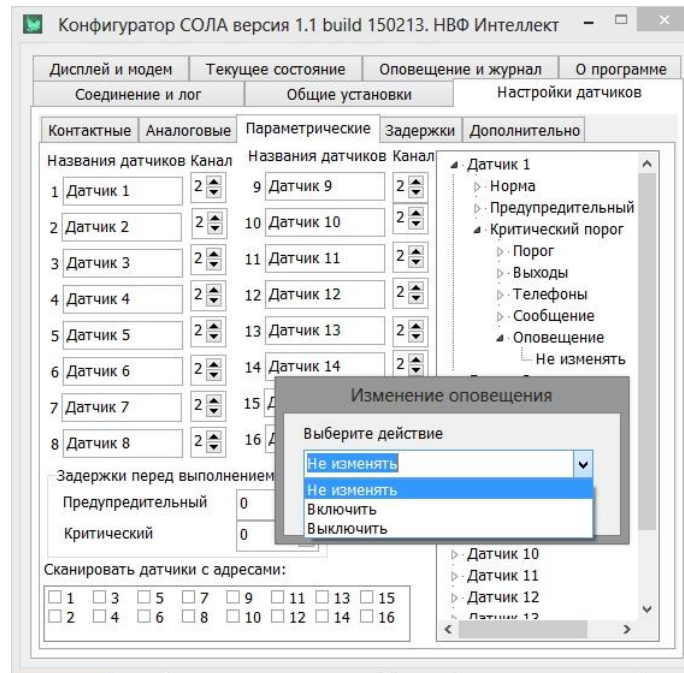 Конфигуратор СОЛА версия 1.1 build 150213. НВФ Интеллект
Дисплей и модем Текущее состояние Оповещение и журнал О программе
Соединение и лог Общие установки Настройки датчиков
Контактные Аналоговые Параметрические Задержки Дополнительно
Названия датчиков Канал Названия датчиков Канал
1 Датчик 1 2 9 Датчик 9 2
2 Датчик 2 2 10 Датчик 10 2
3 Датчик 3 2 11 Датчик 11 2
4 Датчик 4 2 12 Датчик 12 2
5 Датчик 5 2 13 Датчик 13 2
6 Датчик 6 2 14 Датчик 14 2
7 Датчик 7 2 15
8 Датчик 8 2 16
Задержки перед выполнением
Предупредительный 0
Критический 0
Сканировать датчики с адресами:
1 3 5 7 9 11 13 15
2 4 6 8 10 12 14 16
Датчик 1
Норма
Предупредительный
Критический порог
Порог
Выходы
Телефоны
Сообщение
Оповещение
Не изменять
Датчик 10
Датчик 11
Датчик 12
Датчик 13
Изменение оповещения
Выберите действие
Не изменять
Не изменять
Включить
Выключить